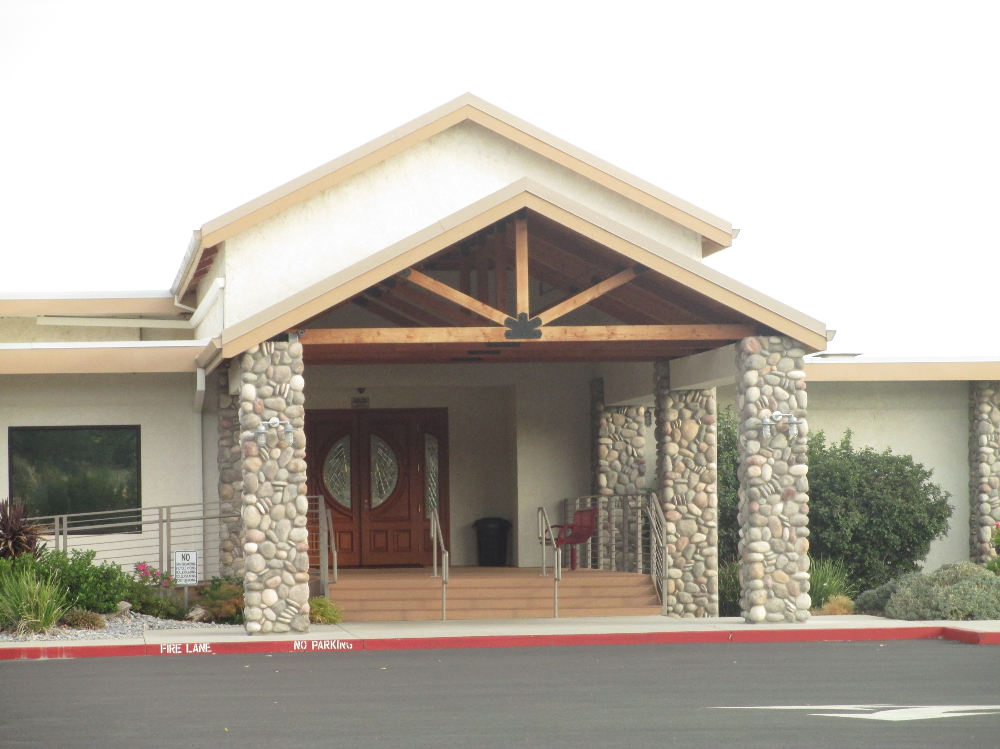 NO
SKATEBOARDING
BICYCLE RIDING
ROLLERBLADING
ROLLERSKATING
SCOOTER RIDING
FIRE LANE
NO PARKING